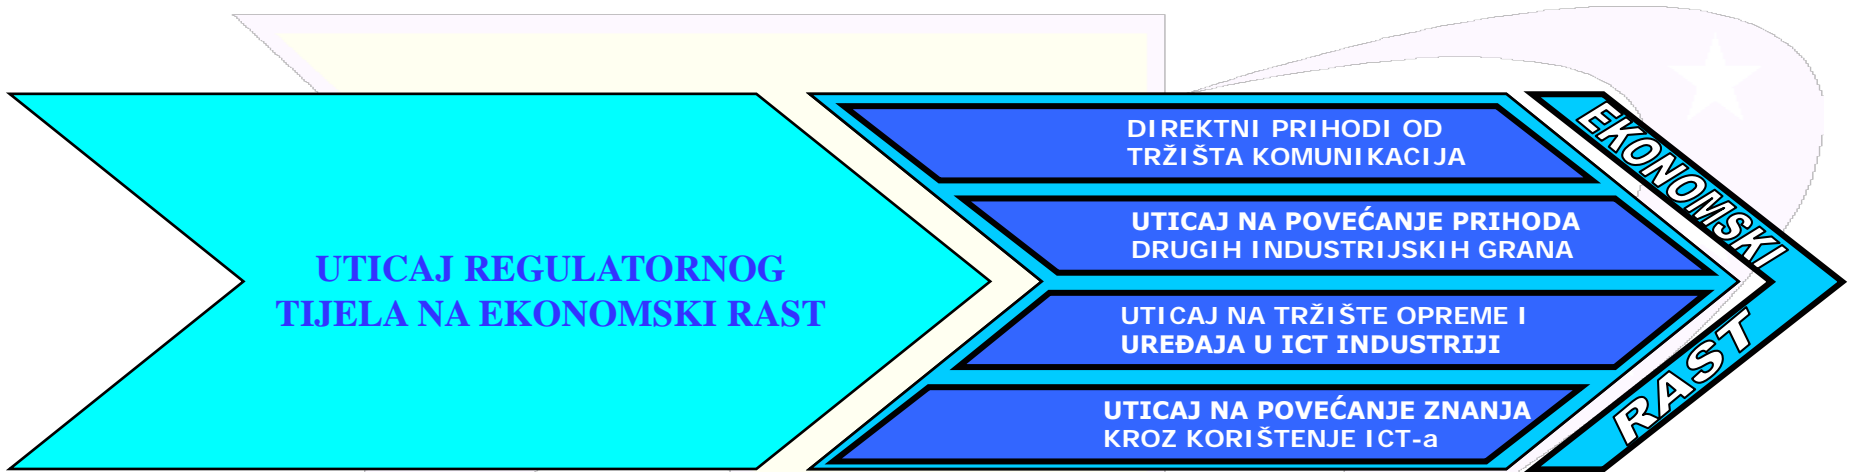 UTICAJ REGULATORNOG
TIJELA NA EKONOMSKI RAST
DIREKTNI PRIHODI OD
TRŽIŠTA KOMUNIKACIJA
UTICAJ NA POVEĆANJE PRIHODA
DRUGIH INDUSTRIJSKIH GRANA
UTICAJ NA TRŽIŠTE OPREME I
UREĐAJA U ICT INDUSTRIJI
UTICAJ NA POVEĆANJE ZNANJA
KROZ KORIŠTENJE ICT-a
EKONOMSKI
RAST